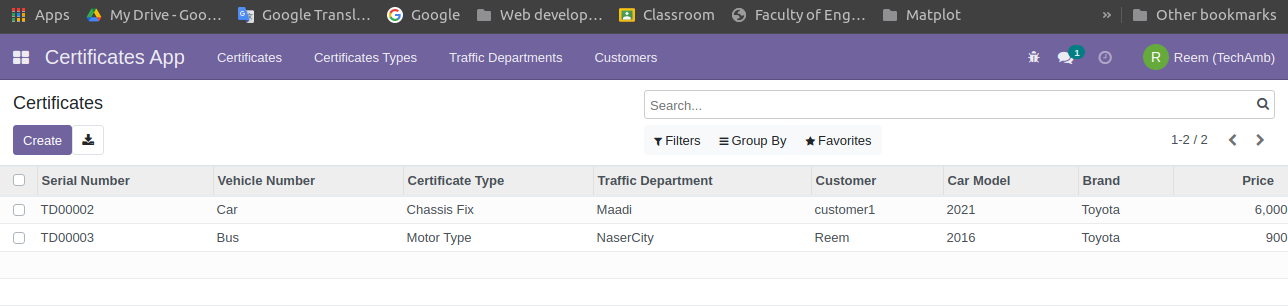 Apps My Drive - Goo... Google Transl... Google Web develop... Classroom Faculty of Eng... Matplot » Other bookmarks
Certificates App Certificates Certificates Types Traffic Departments Customers 1 R Reem (TechAmb)
Certificates
Search...
Create Filters Group By Favorites 1-2 / 2
Serial Number Vehicle Number Certificate Type Traffic Department Customer Car Model Brand Price
TD00002 Car Chassis Fix Maadi customer1 2021 Toyota 6,000
TD00003 Bus Motor Type NaserCity Reem 2016 Toyota 900